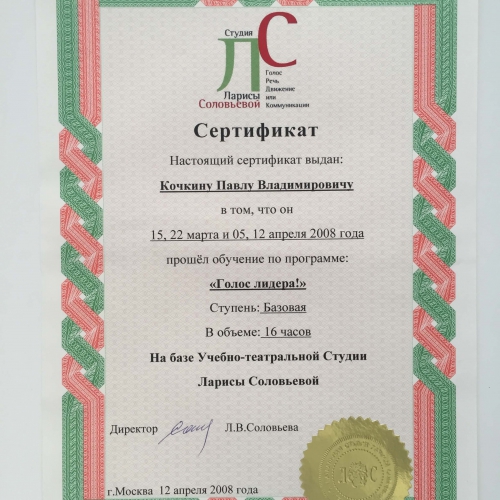 Студия
ЛС
Ларисы
Соловьевой
Голос
Речь
Движение
или
Коммуникации
Сертификат
Настоящий сертификат выдан:
Кочкину Павлу Владимировичу
в том, что он
15, 22 марта и 05, 12 апреля 2008 года
прошёл обучение по программе:
«Голос лидера!»
Ступень: Базовая
В объеме: 16 часов
На базе Учебно-театральной Студии
Ларисы Соловьевой
Директор Л.В.Соловьева
г.Москва 12 апреля 2008 года